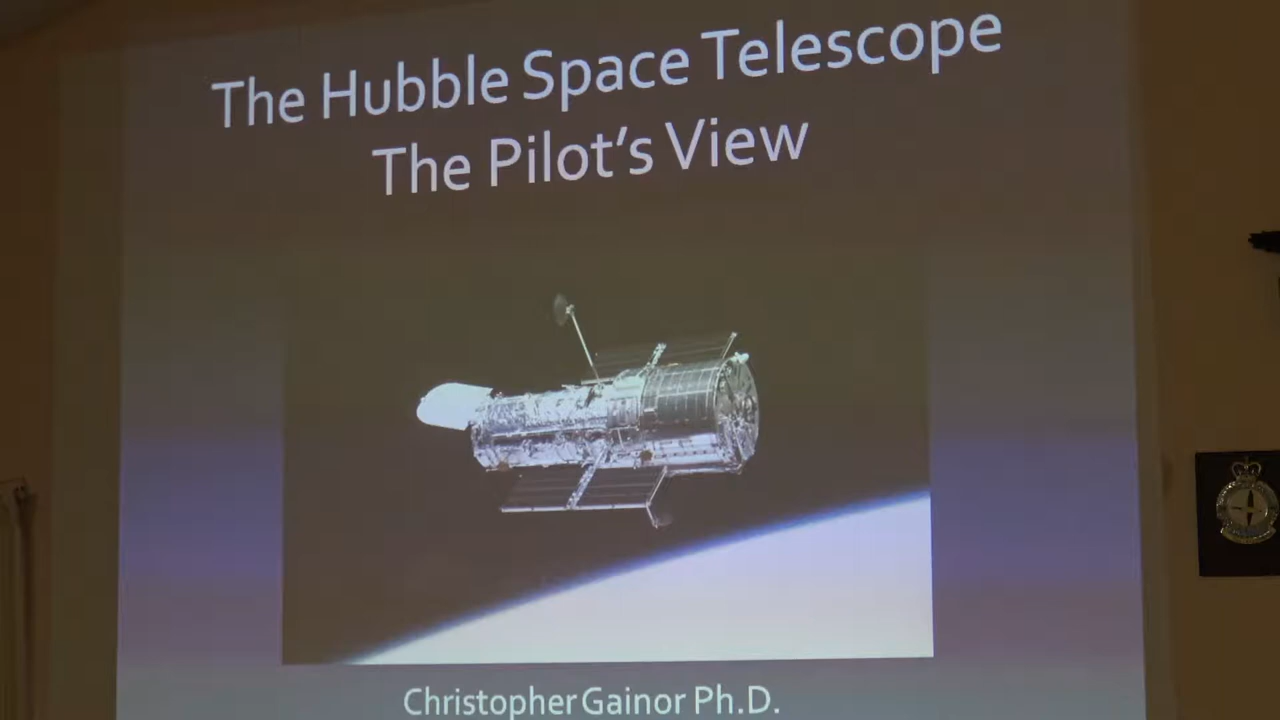 The Hubble Space Telescope
The Pilot's View
Christopher Gainor Ph.D.